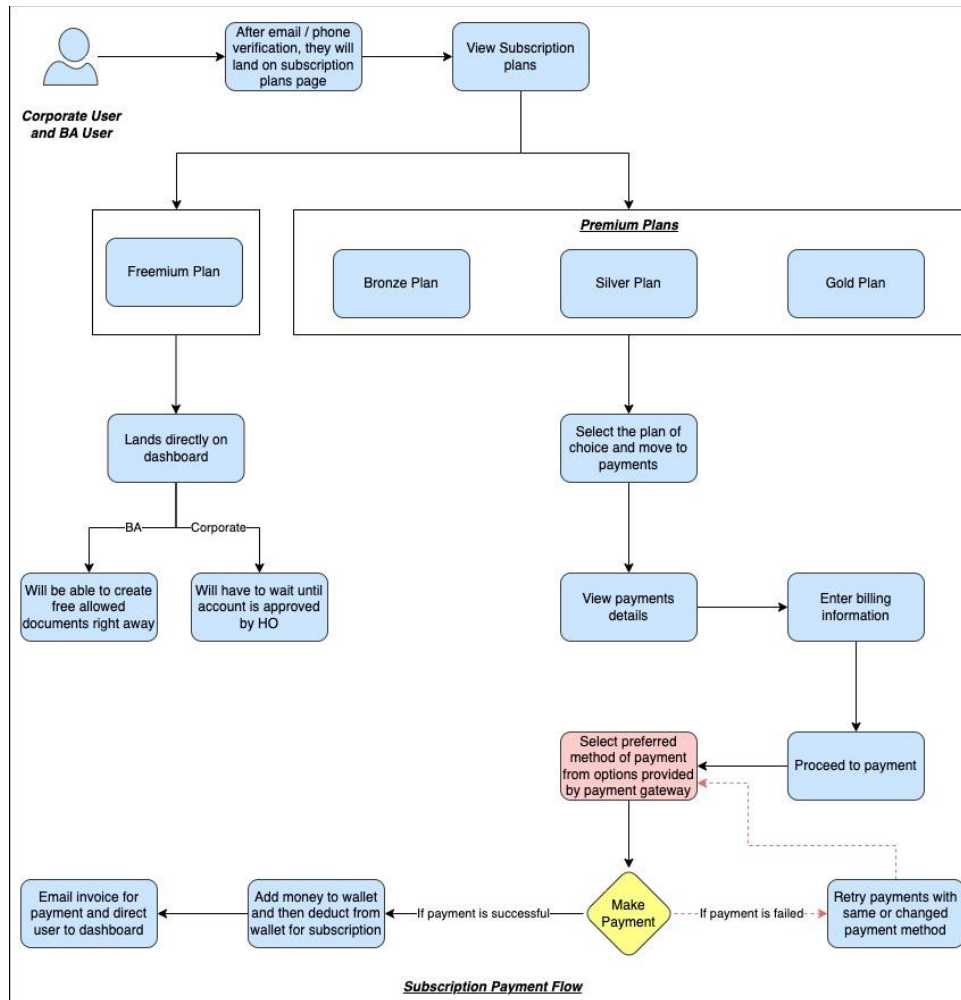 After email / phone
verification, they will
land on subscription
plans page
View Subscription
plans
Corporate User
and BA User
Premium Plans
Freemium Plan
Bronze Plan
Silver Plan
Gold Plan
Lands directly on
dashboard
Select the plan of
choice and move to
payments
BA
Corporate
Will be able to create
free allowed
documents right away
Will have to wait until
account is approved
by HO
View payments
details
Enter billing
information
Select preferred
method of payment
from options provided
by payment gateway
Proceed to payment
Email invoice for
payment and direct
user to dashboard
Add money to wallet
and then deduct from
wallet for subscription
If payment is successful
Make
Payment
If payment is failed
Retry payments with
same or changed
payment method
Subscription Payment Flow